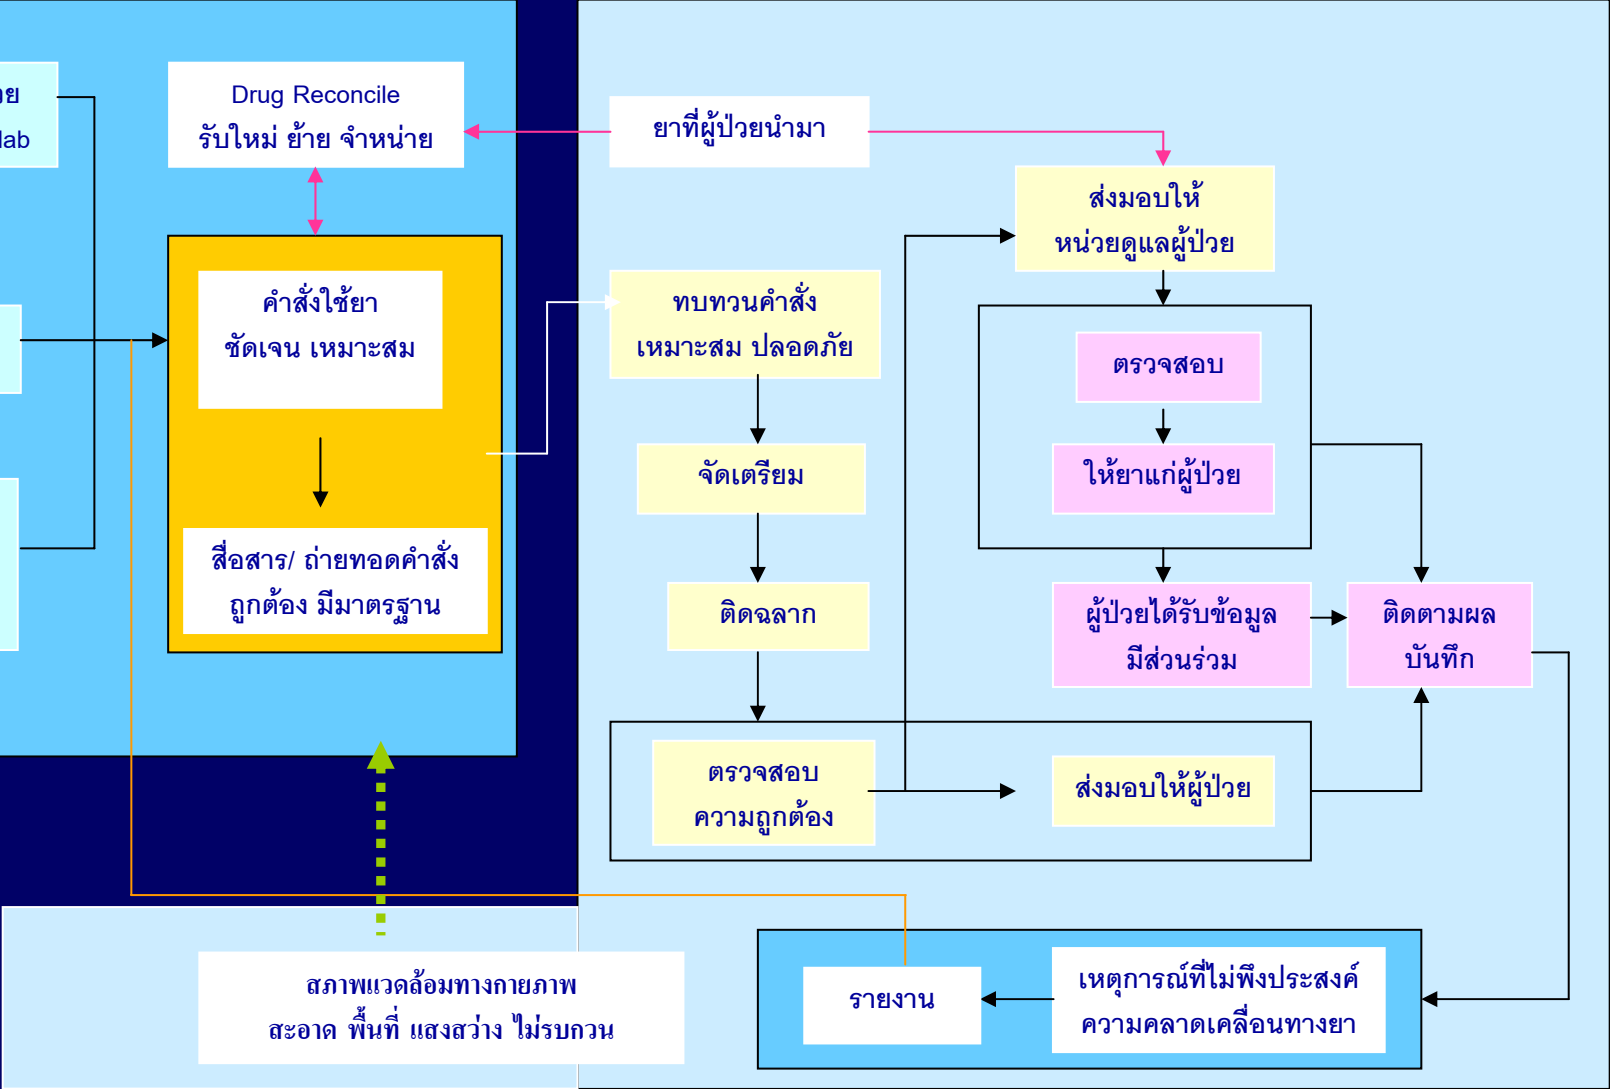 lab
Drug Reconcile
รับใหม่ ย้าย จำหน่าย
คำสั่งใช้ยา
ชัดเจน เหมาะสม
สื่อสาร/ ถ่ายทอดคำสั่ง
ถูกต้อง มีมาตรฐาน
ยาที่ผู้ป่วยนำมา
ทบทวนคำสั่ง
เหมาะสม ปลอดภัย
จัดเตรียม
ติดฉลาก
ตรวจสอบ
ความถูกต้อง
ส่งมอบให้
หน่วยดูแลผู้ป่วย
ตรวจสอบ
ให้ยาแก่ผู้ป่วย
ผู้ป่วยได้รับข้อมูล
มีส่วนร่วม
ติดตามผล
บันทึก
ส่งมอบให้ผู้ป่วย
สภาพแวดล้อมทางกายภาพ
สะอาด พื้นที่ แสงสว่าง ไม่รบกวน
รายงาน
เหตุการณ์ที่ไม่พึงประสงค์
ความคลาดเคลื่อนทางยา